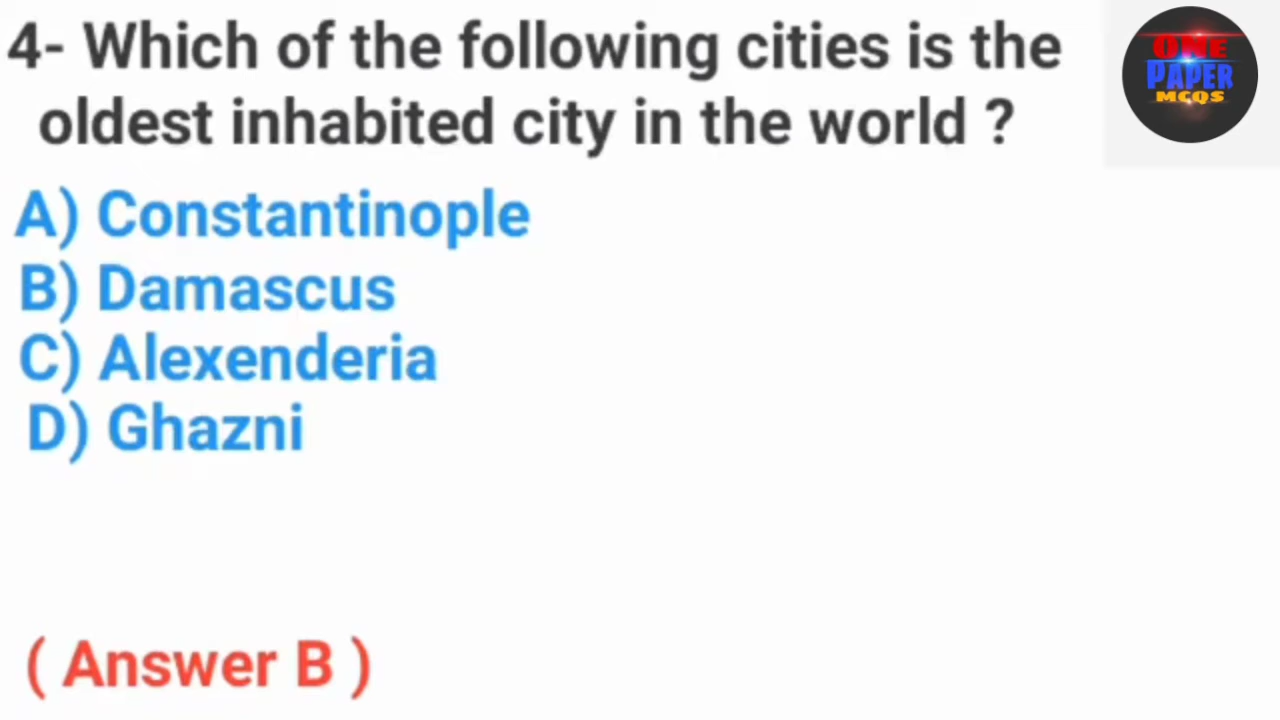 4- Which of the following cities is the
oldest inhabited city in the world ?
A) Constantinople
B) Damascus
C) Alexenderia
D) Ghazni
( Answer B )
ONE
PAPER
MCQS